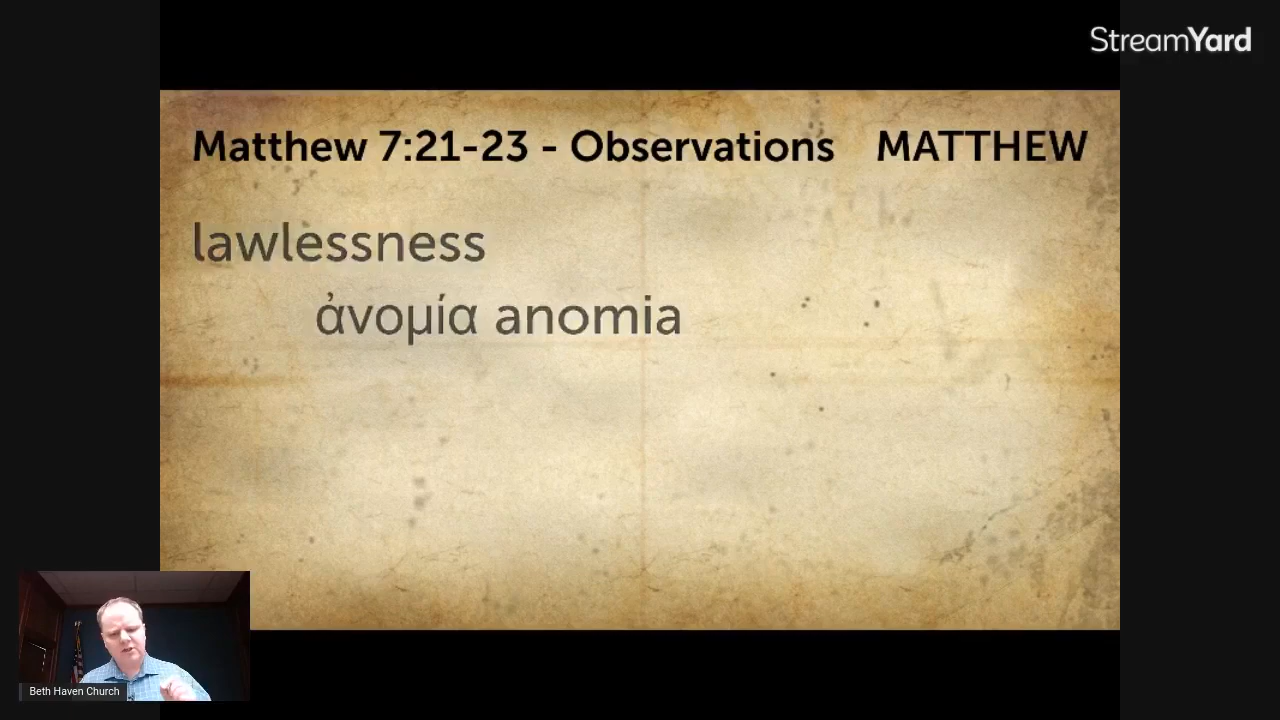 StreamYard
Matthew 7:21-23 - Observations MATTHEW
lawlessness
ἀνομία anomia
Beth Haven Church